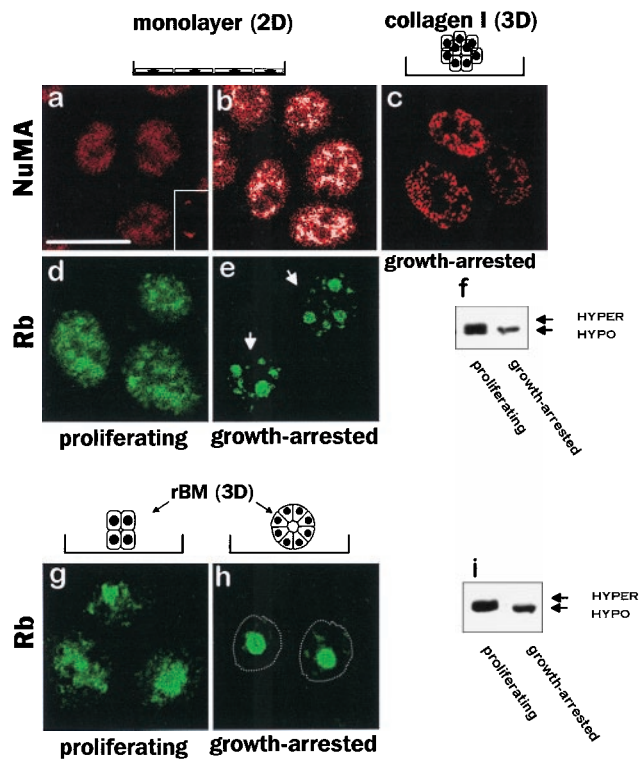 monolayer (2D)
collagen I (3D)
NuMA
a
b
c
growth-arrested
Rb
d
e
f
HYPER
HYPO
proliferating
growth-arrested
proliferating
growth-arrested
rBM (3D)
Rb
g
h
i
HYPER
HYPO
proliferating
growth-arrested
proliferating
growth-arrested